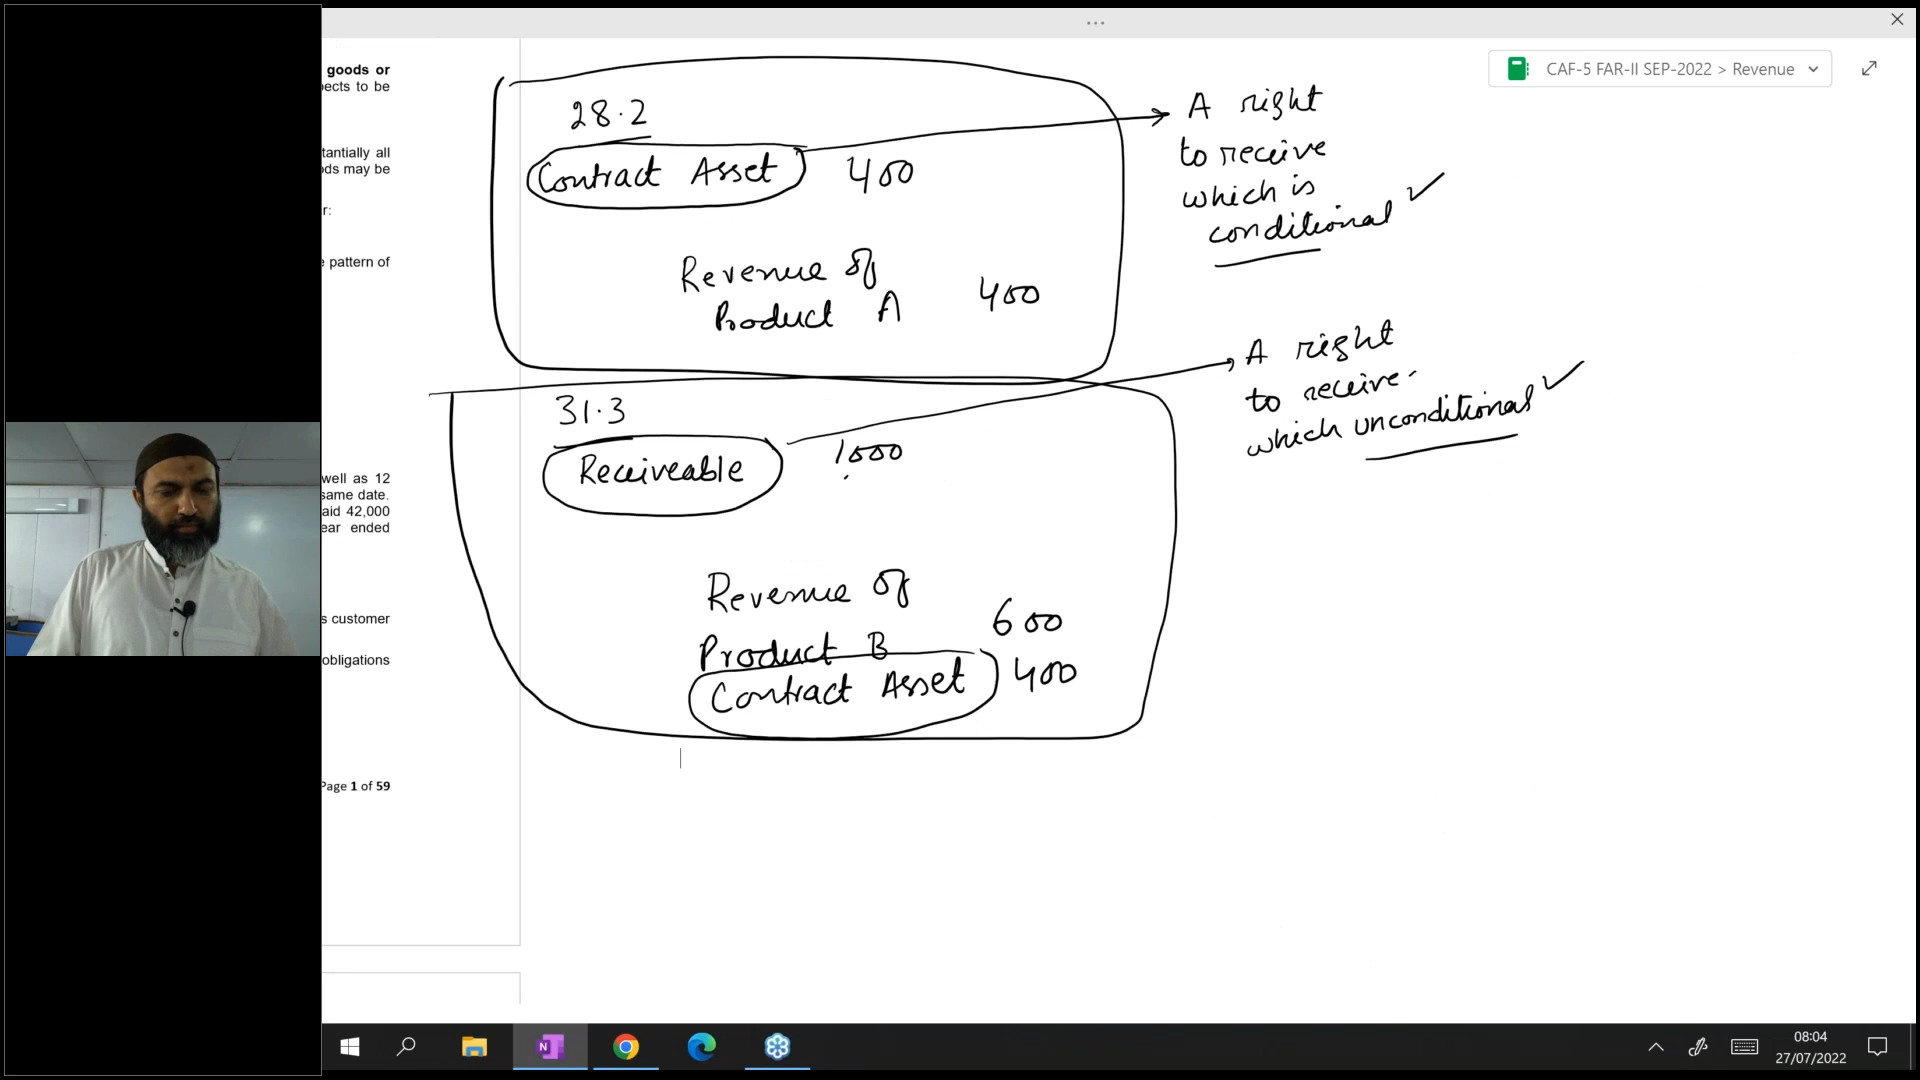 goods or
ects to be
tantially all
ds may be
r:
pattern of
well as 12
same date.
aid 42,000
ear ended
s customer
obligations
Page 1 of 59
...
CAF-5 FAR-II SEP-2022 > Revenue
28.2
Contract Asset 400
Revenue of
Product A 400
A right
to receive
which is
conditional ✓
31.3
Receiveable 1000
Revenue of
Product B 600
Contract Asset 400
A right
to receive
which unconditional ✓
08:04
27/07/2022